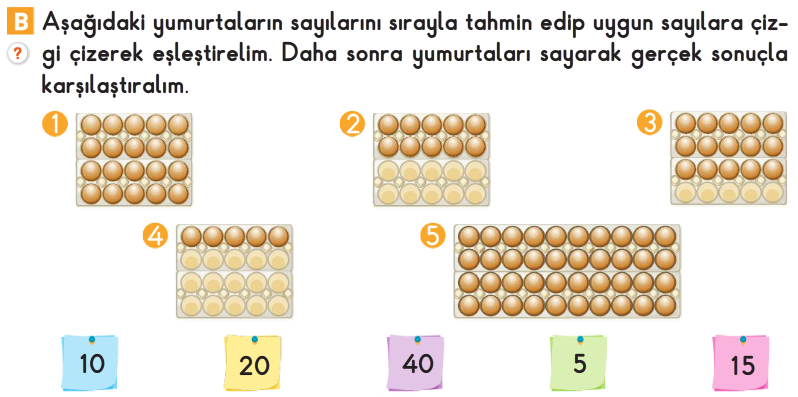 B Aşağıdaki yumurtaların sayılarını sırayla tahmin edip uygun sayılara çiz-
? gi çizerek eşleştirelim. Daha sonra yumurtaları sayarak gerçek sonuçla
karşılaştıralım.
1 2 3
4 5
10 20 40 5 15